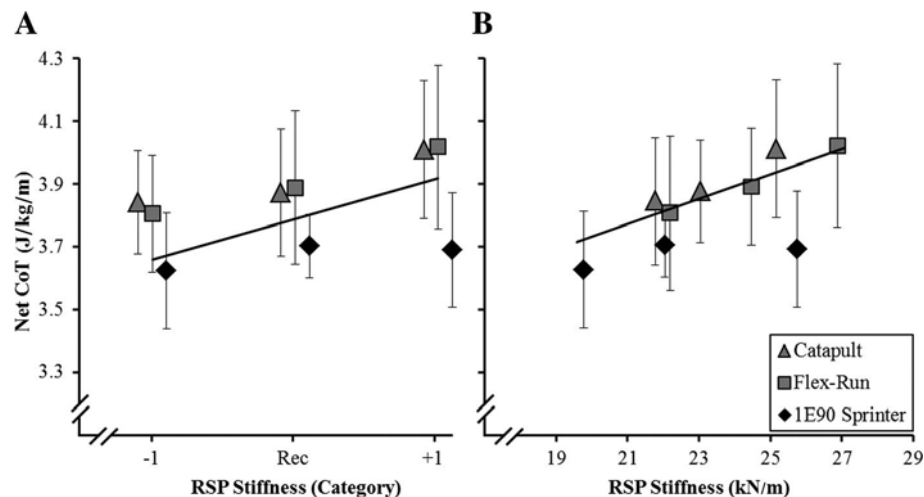 A
B
Net CoT (J/kg/m)
4.3
4.1
3.9
3.7
3.5
3.3
-1
Rec
+1
RSP Stiffness (Category)
19
21
23
25
27
29
RSP Stiffness (kN/m)
Catapult
Flex-Run
1E90 Sprinter